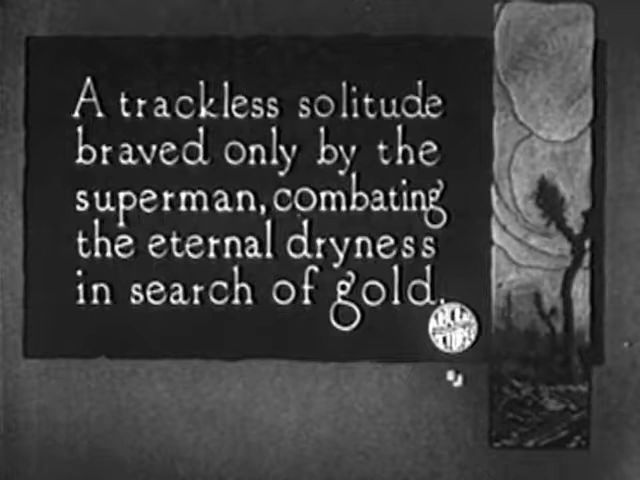 A trackless solitude
braved only by the
superman, combating
the eternal dryness
in search of gold.